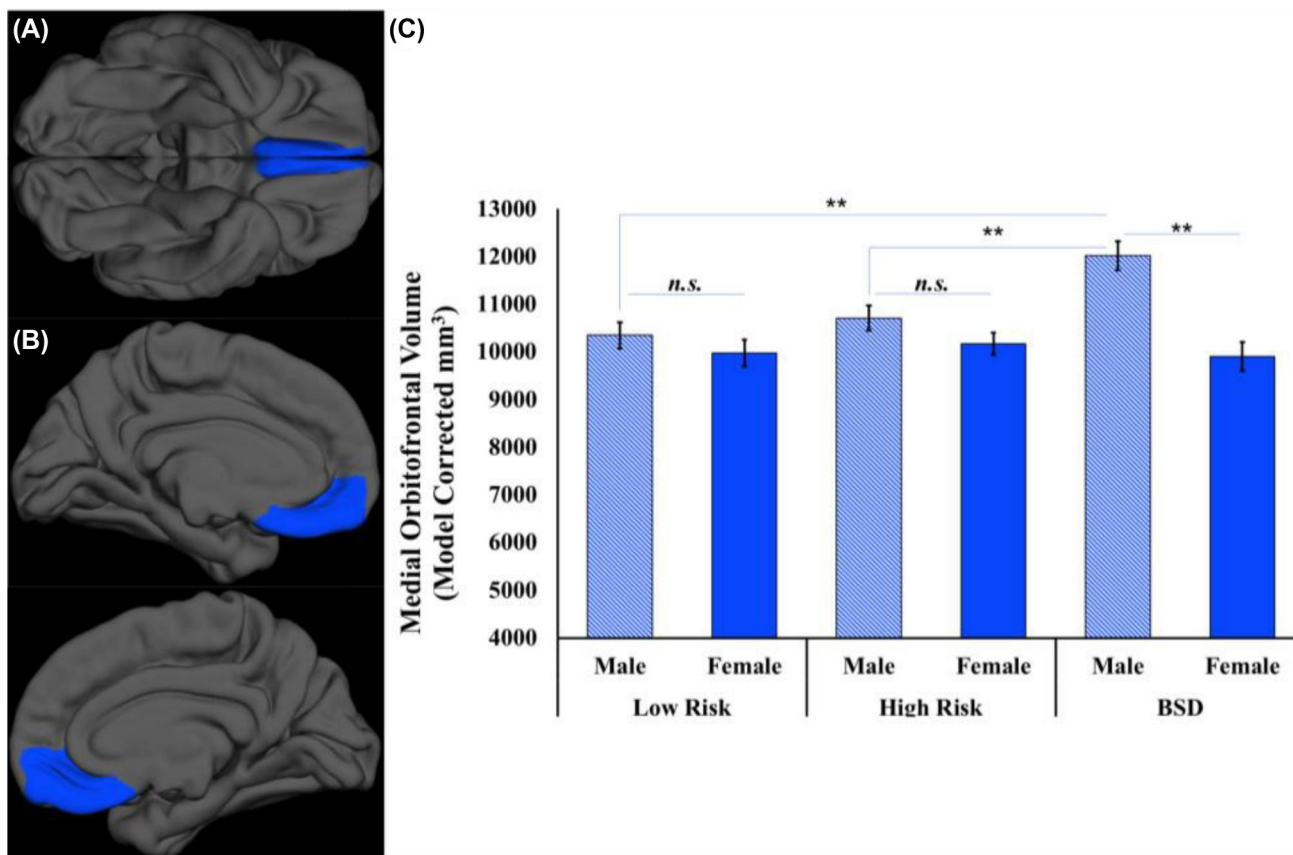 (A)
(B)
(C)
Medial Orbitofrontal Volume
(Model Corrected mm³)
13000
12000
11000
10000
9000
8000
7000
6000
5000
4000
**
**
**
n.s.
n.s.
Male Female Male Female Male Female
Low Risk High Risk BSD